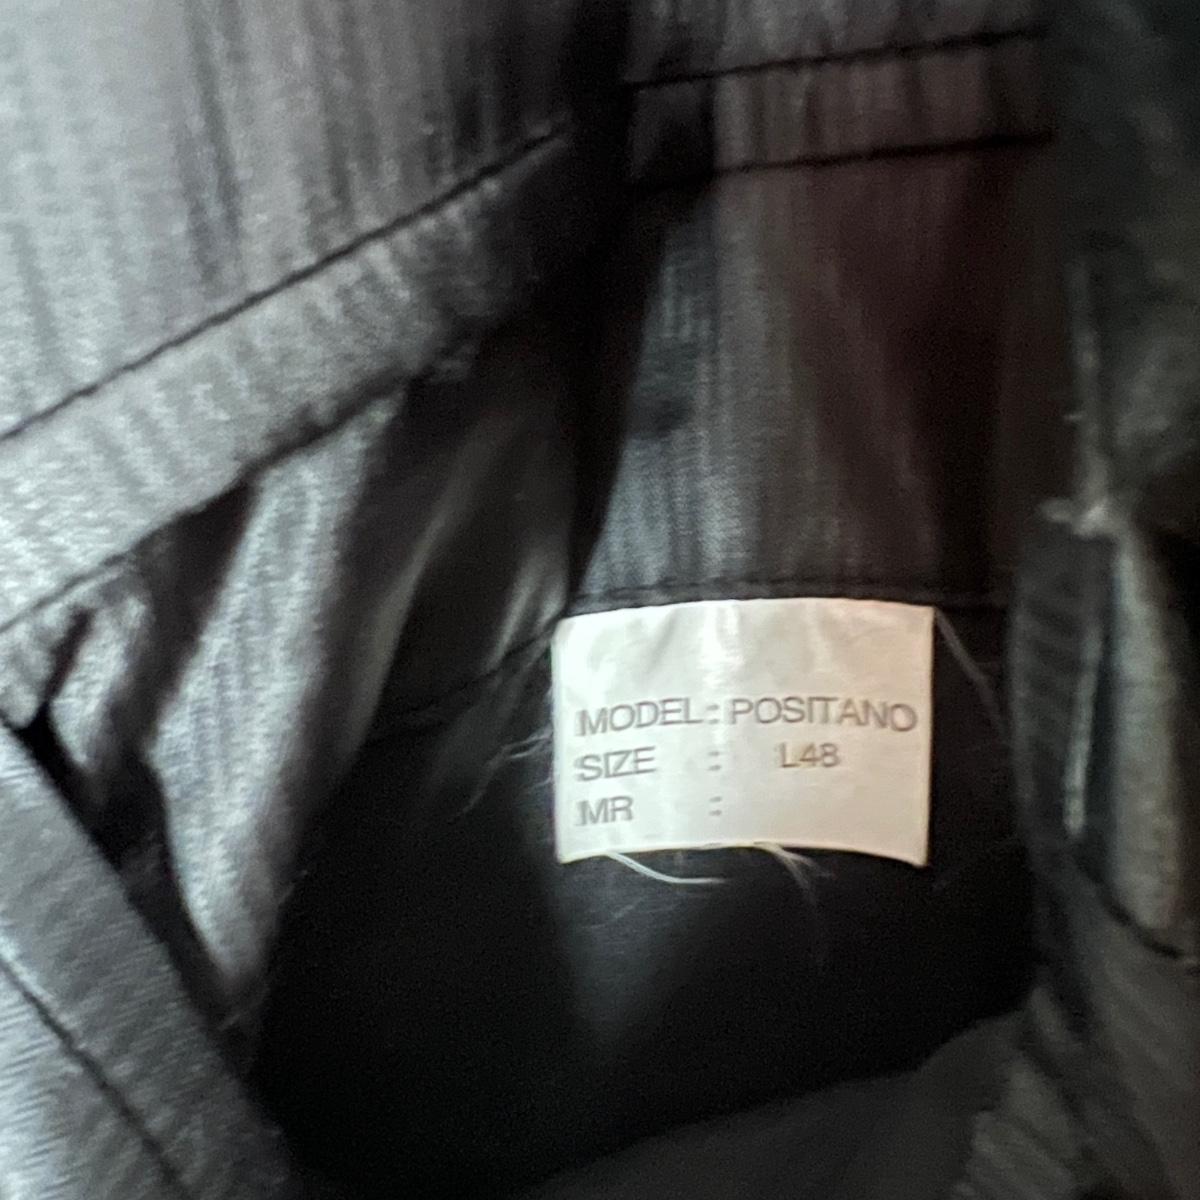 MODEL: POSITANO
SIZE : L48
MR :